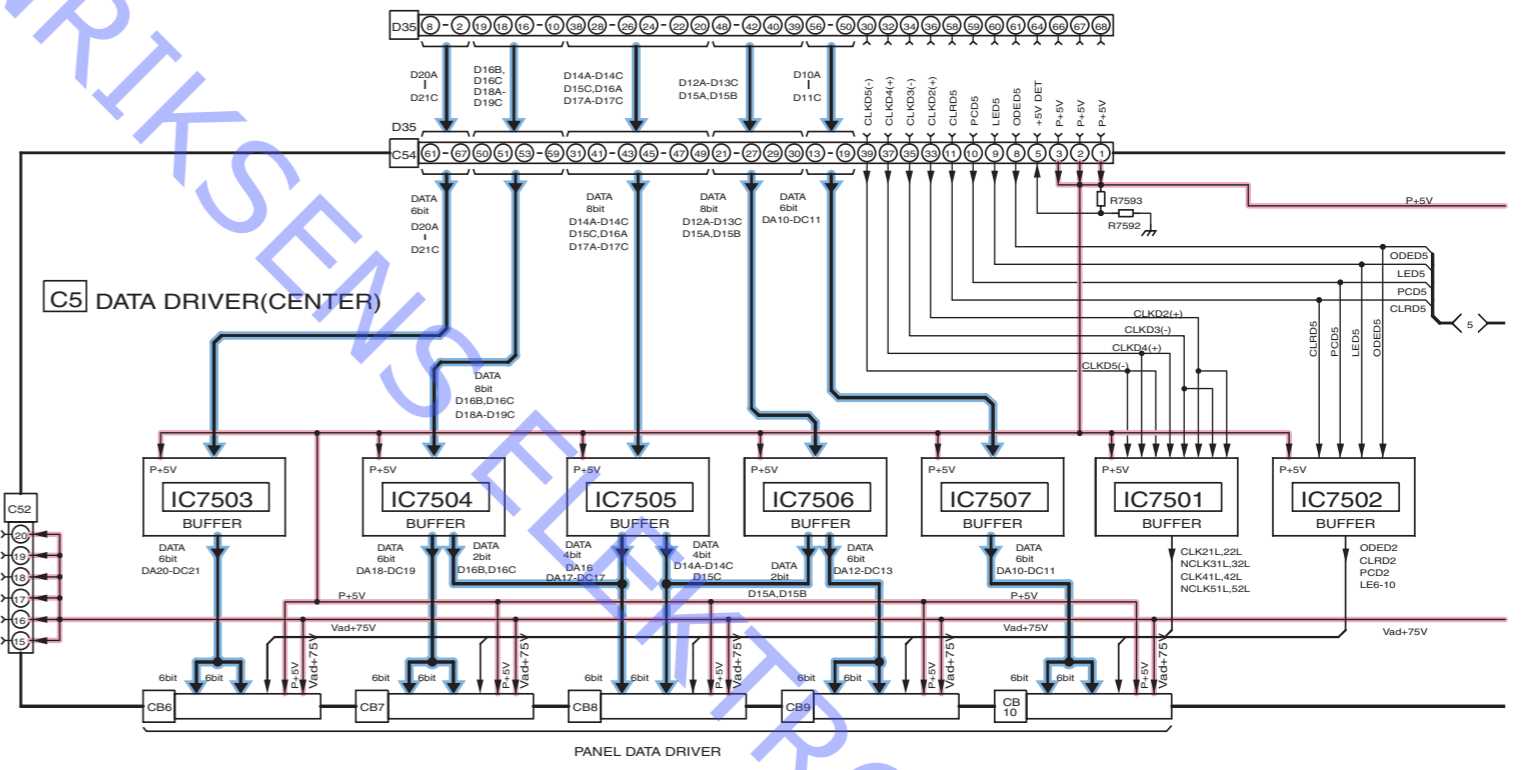 D35 8 - 2 19 18 16 - 10 38 28 - 26 24 - 22 20 48 - 42 40 39 56 - 50 30 32 34 36 58 59 60 61 64 66 67 68
D20A
D21C
D16B,
D16C
D18A-
D19C
D14A-D14C
D15C,D16A
D17A-D17C
D12A-D13C
D15A,D15B
D10A
D11C
CLKD5(-)
CLKD4(+)
CLKD3(-)
CLKD2(+)
CLRD5
PCD5
LED5
ODED5
+5V DET
P+5V
P+5V
P+5V
D35
C54 61 - 67 50 51 53 - 59 31 41 - 43 45 - 47 49 21 - 27 29 30 13 - 19 39 37 35 33 11 10 9 8 5 3 2 1
DATA
6bit
D20A
D21C
DATA
8bit
D14A-D14C
D15C,D16A
D17A-D17C
DATA
8bit
D12A-D13C
D15A,D15B
DATA
6bit
DA10-DC11
R7593
R7592
P+5V
ODED5
LED5
PCD5
CLRD5
5
C5 DATA DRIVER(CENTER)
CLKD2(+)
CLKD3(-)
CLKD4(+)
CLKD5(-)
CLRD5
PCD5
LED5
ODED5
DATA
8bit
D16B,D16C
D18A-D19C
P+5V
IC7503
BUFFER
P+5V
IC7504
BUFFER
P+5V
IC7505
BUFFER
P+5V
IC7506
BUFFER
P+5V
IC7507
BUFFER
P+5V
IC7501
BUFFER
P+5V
IC7502
BUFFER
C52
20
19
18
17
16
15
DATA
6bit
DA20-DC21
DATA
6bit
DA18-DC19
DATA
2bit
D16B,D16C
DATA
4bit
DA16
DA17-DC17
DATA
4bit
D14A-D14C
D15C
DATA
2bit
D15A,D15B
DATA
6bit
DA12-DC13
DATA
6bit
DA10-DC11
CLK21L,22L
NCLK31L,32L
CLK41L,42L
NCLK51L,52L
ODED2
CLRD2
PCD2
LE6-10
P+5V
P+5V
Vad+75V
Vad+75V
Vad+75V
6bit 6bit P+5V Vad+75V
6bit 6bit P+5V Vad+75V
6bit 6bit P+5V Vad+75V
6bit 6bit P+5V Vad+75V
6bit 6bit P+5V Vad+75V
CB6
CB7
CB8
CB9
CB
10
PANEL DATA DRIVER